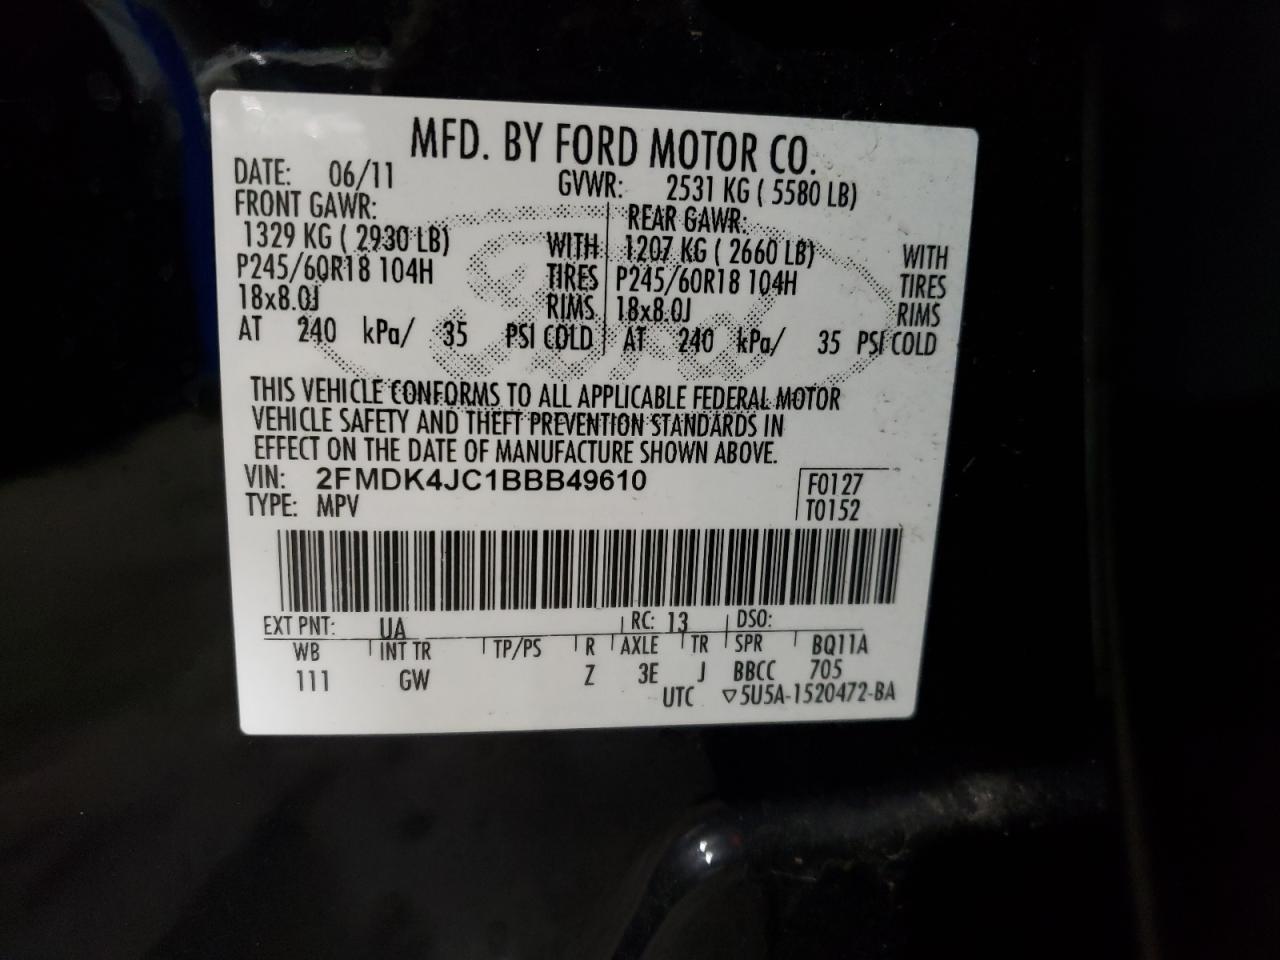 MFD. BY FORD MOTOR CO.
DATE: 06/11 GVWR: 2531 KG ( 5580 LB)
FRONT GAWR: REAR GAWR:
1329 KG ( 2930 LB) WITH 1207 KG ( 2660 LB) WITH
P245/60R18 104H TIRES P245/60R18 104H TIRES
18x8.0J RIMS 18x8.0J RIMS
AT 240 kPa/ 35 PSI COLD AT 240 kPa/ 35 PSI COLD
THIS VEHICLE CONFORMS TO ALL APPLICABLE FEDERAL MOTOR
VEHICLE SAFETY AND THEFT PREVENTION STANDARDS IN
EFFECT ON THE DATE OF MANUFACTURE SHOWN ABOVE.
VIN: 2FMDK4JC1BBB49610 F0127
TYPE: MPV T0152
EXT PNT: UA RC: 13 DSO:
WB INT TR TP/PS R AXLE TR SPR BQ11A
111 GW Z 3E J BBCC 705
UTC ▽5U5A-1520472-BA